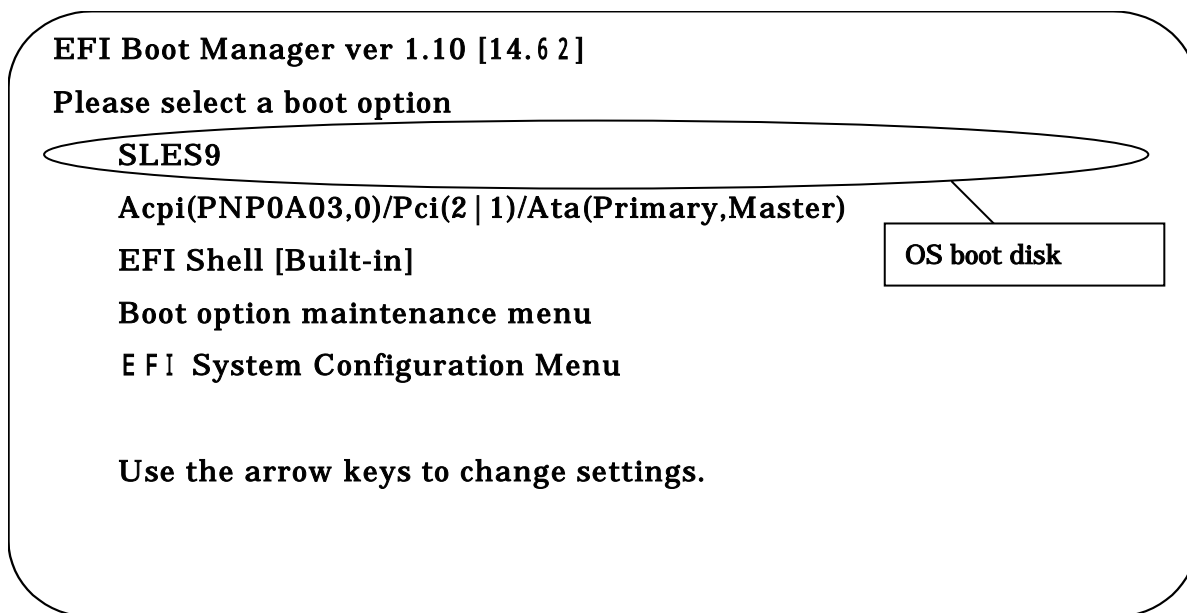 EFI Boot Manager ver 1.10 [14.62]
Please select a boot option
SLES9
Acpi(PNP0A03,0)/Pci(2|1)/Ata(Primary,Master)
OS boot disk
EFI Shell [Built-in]
Boot option maintenance menu
EFI System Configuration Menu
Use the arrow keys to change settings.